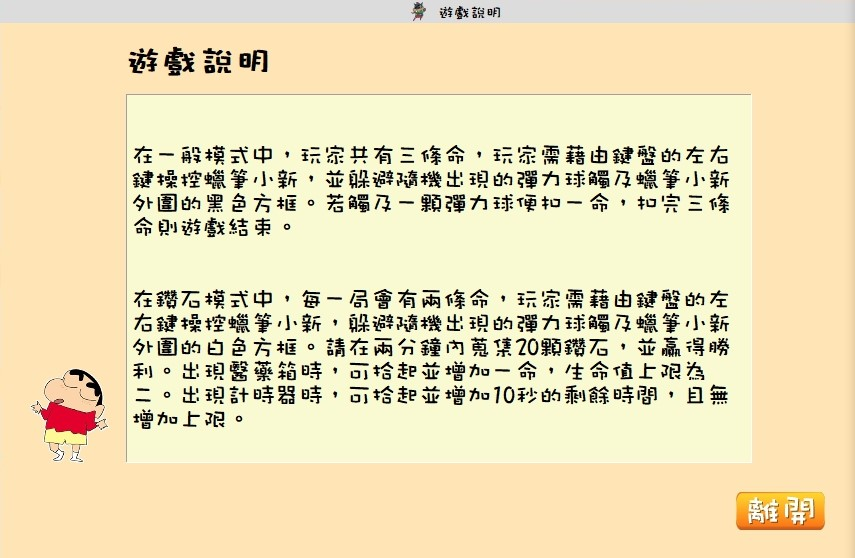 遊戲說明
遊戲說明
在一般模式中，玩家共有三條命，玩家需藉由鍵盤的左右
鍵操控蠟筆小新，並躲避隨機出現的彈力球觸及蠟筆小新
外圍的黑色方框。若觸及一顆彈力球便扣一命，扣完三條
命則遊戲結束。
在鑽石模式中，每一局會有兩條命，玩家需藉由鍵盤的左
右鍵操控蠟筆小新，躲避隨機出現的彈力球觸及蠟筆小新
外圍的白色方框。請在兩分鐘內蒐集20顆鑽石，並贏得勝
利。出現醫藥箱時，可拾起並增加一命，生命值上限為
二。出現計時器時，可拾起並增加10秒的剩餘時間，且無
增加上限。
離開